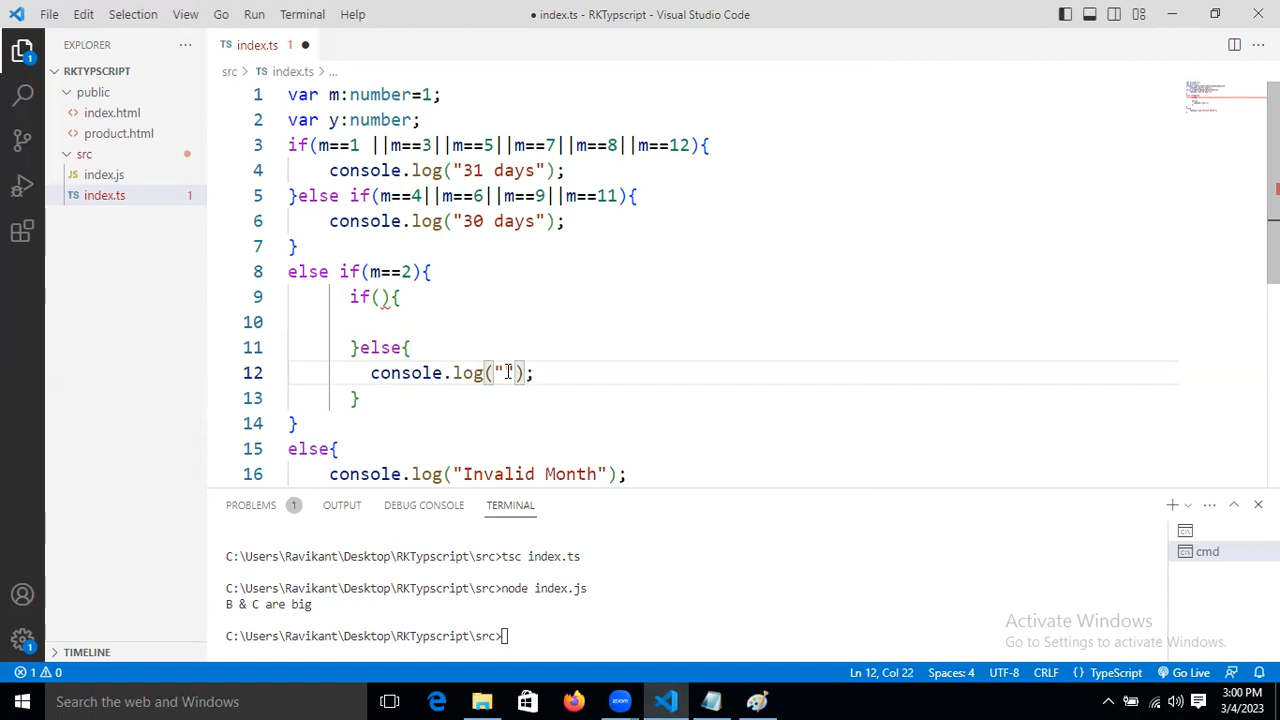 File Edit Selection View Go Run Terminal Help
● index.ts - RKTypscript - Visual Studio Code
EXPLORER
TS index.ts 1 ●
RKTYPSCRIPT
src > TS index.ts > ...
public
<> index.html
<> product.html
src
JS index.js
TS index.ts 1
1 var m:number=1;
2 var y:number;
3 if(m==1 ||m==3||m==5||m==7||m==8||m==12){
4 console.log("31 days");
5 }else if(m==4||m==6||m==9||m==11){
6 console.log("30 days");
7 }
8 else if(m==2){
9 if(){
10
11 }else{
12 console.log("");
13 }
14 }
15 else{
16 console.log("Invalid Month");
PROBLEMS 1 OUTPUT DEBUG CONSOLE TERMINAL
C:\Users\Ravikant\Desktop\RKTypscript\src>tsc index.ts
C:\Users\Ravikant\Desktop\RKTypscript\src>node index.js
B & C are big
C:\Users\Ravikant\Desktop\RKTypscript\src>
cmd
Activate Windows
Go to Settings to activate Windows.
TIMELINE
1 0
Ln 12, Col 22 Spaces: 4 UTF-8 CRLF {} TypeScript Go Live
Search the web and Windows
zoom
3:00 PM
3/4/2023